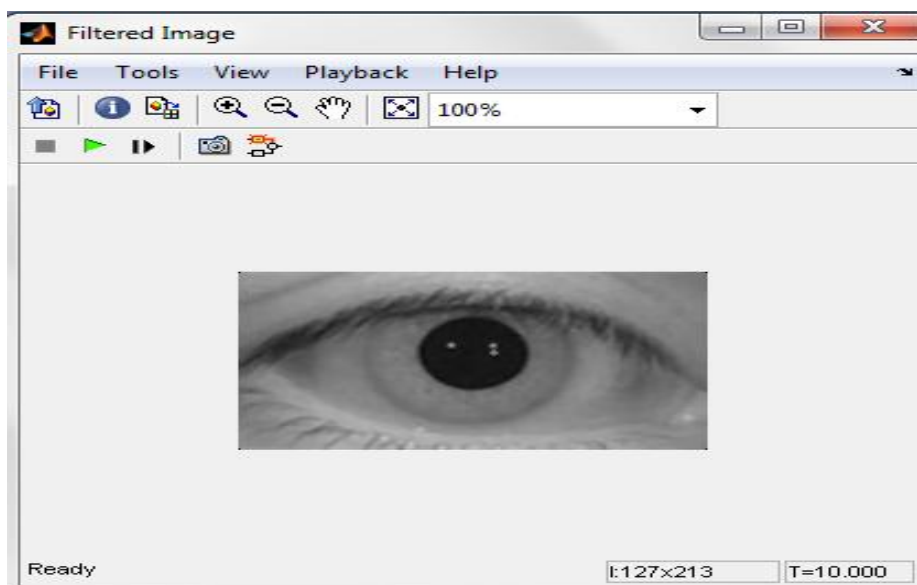 Filtered Image
File Tools View Playback Help
100%
Ready I:127x213 T=10.000